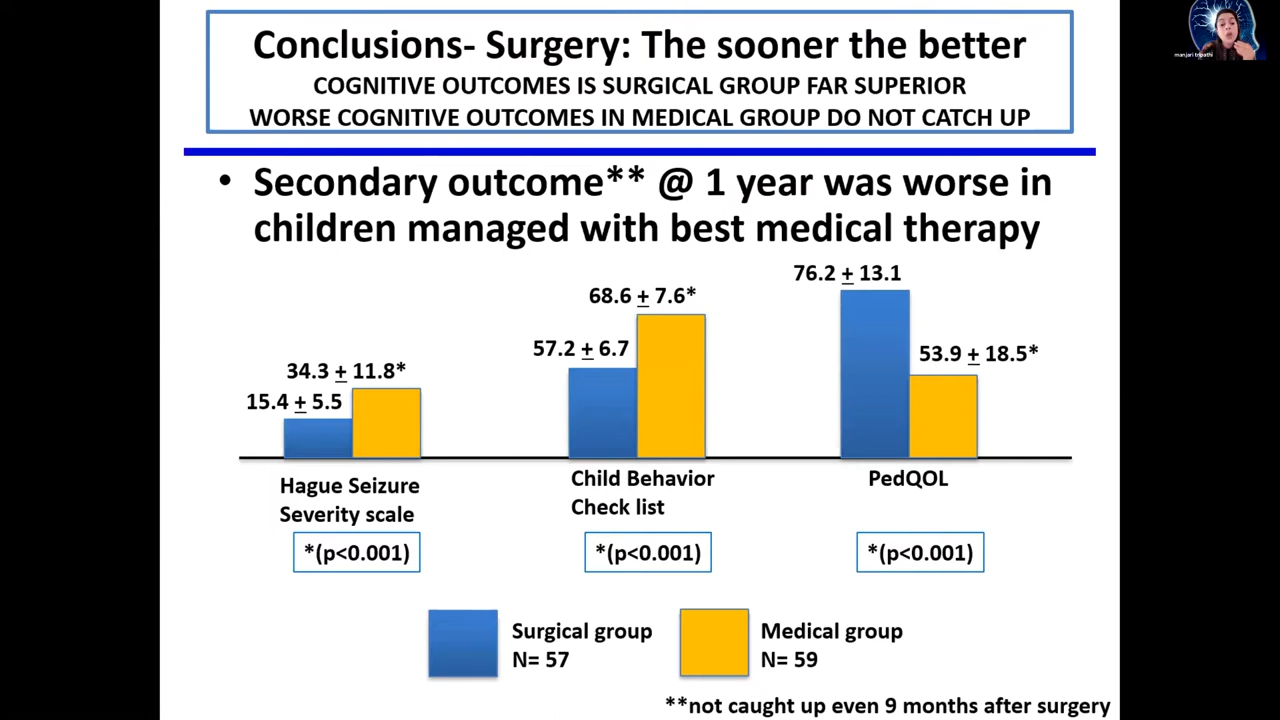 Conclusions- Surgery: The sooner the better
COGNITIVE OUTCOMES IS SURGICAL GROUP FAR SUPERIOR
WORSE COGNITIVE OUTCOMES IN MEDICAL GROUP DO NOT CATCH UP
manjari tripathi
• Secondary outcome** @ 1 year was worse in
children managed with best medical therapy
76.2 ± 13.1
68.6 ± 7.6*
57.2 ± 6.7
53.9 ± 18.5*
34.3 ± 11.8*
15.4 ± 5.5
Hague Seizure
Severity scale
Child Behavior
Check list
PedQOL
*(p<0.001)
*(p<0.001)
*(p<0.001)
Surgical group
N= 57
Medical group
N= 59
**not caught up even 9 months after surgery